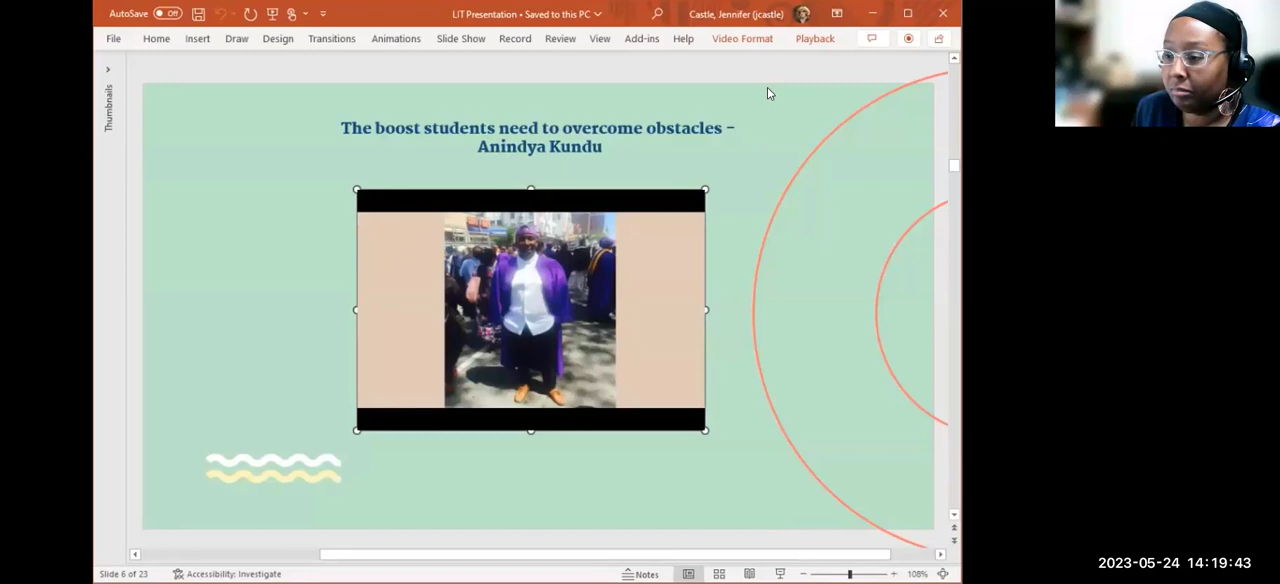 AutoSave Off LIT Presentation • Saved to this PC Castle, Jennifer (jcastle)
File Home Insert Draw Design Transitions Animations Slide Show Record Review View Add-ins Help Video Format Playback
Thumbnails
The boost students need to overcome obstacles -
Anindya Kundu
Slide 6 of 23 Accessibility: Investigate Notes 108%
2023-05-24 14:19:43